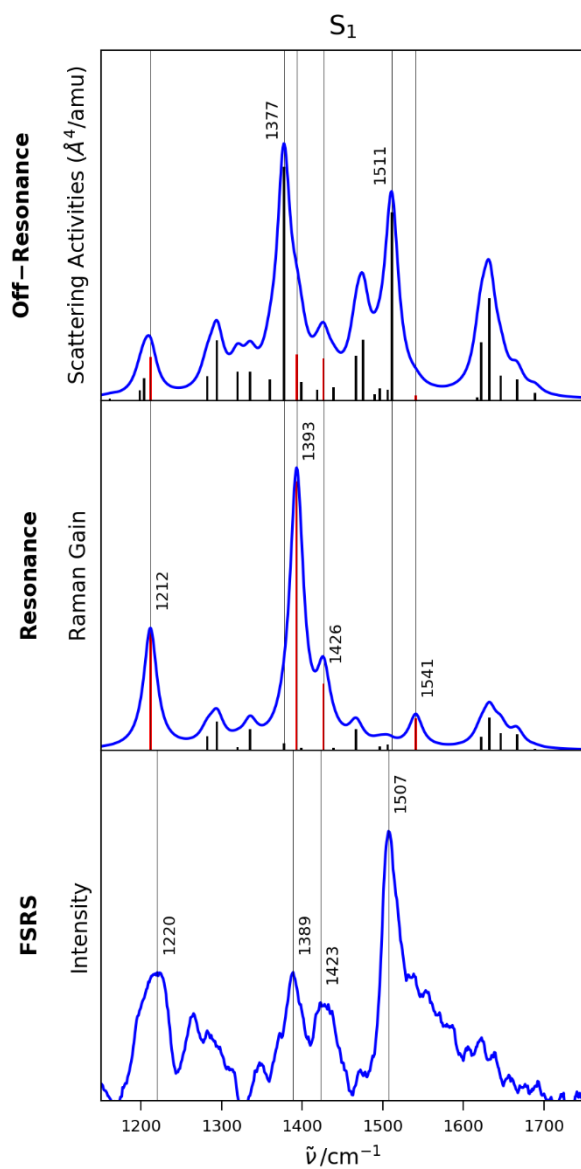 S₁
Off−Resonance
Scattering Activities (Å⁴/amu)
1377
1511
Resonance
Raman Gain
1212
1393
1426
1541
FSRS
Intensity
1220
1389
1423
1507
1200 1300 1400 1500 1600 1700
ν̃/cm⁻¹